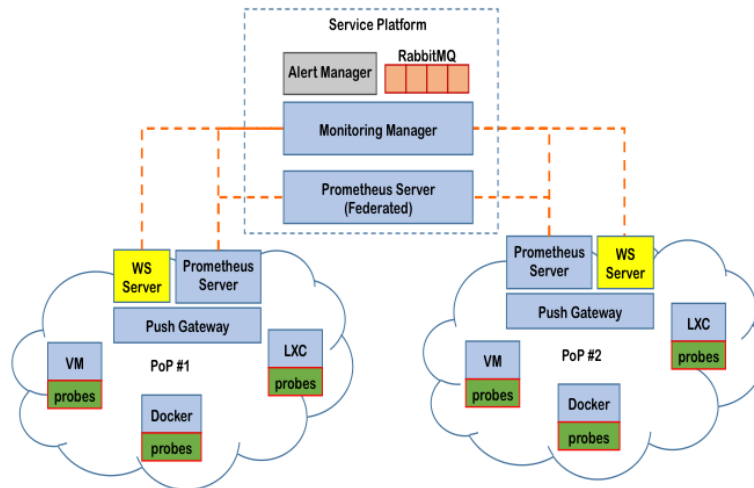 Service Platform
Alert Manager
RabbitMQ
Monitoring Manager
Prometheus Server
(Federated)
WS
Server
Prometheus
Server
Push Gateway
VM
probes
PoP #1
LXC
probes
Docker
probes
Prometheus
Server
WS
Server
Push Gateway
VM
probes
PoP #2
LXC
probes
Docker
probes